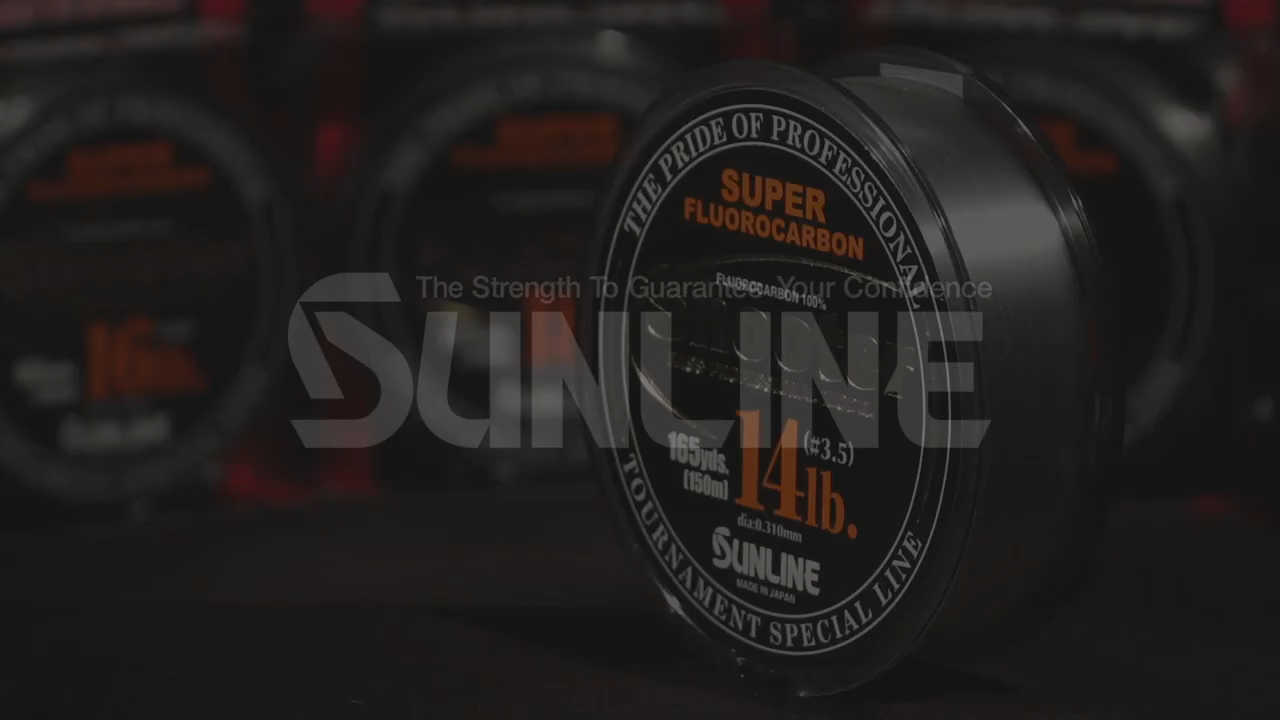 THE PRIDE OF PROFESSIONAL
SUPER
FLUOROCARBON
FLUOROCARBON 100%
The Strength To Guarantee Your Confidence
SUNLINE
165yds.
(150m)
14lb.
(#3.5)
dia:0.310mm
SUNLINE
MADE IN JAPAN
TOURNAMENT SPECIAL LINE
16lb.